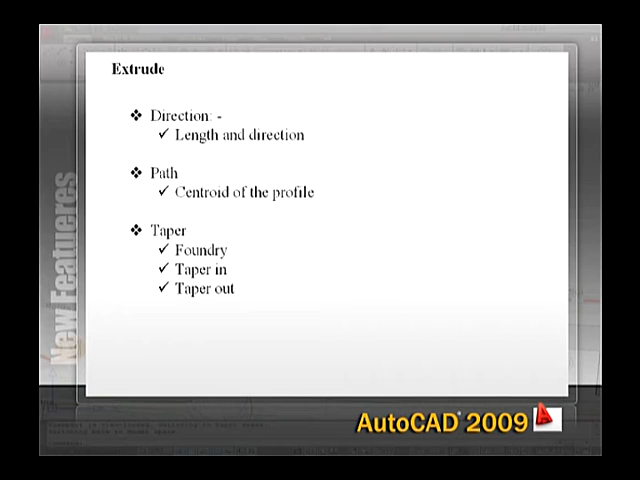 Extrude
❖ Direction: -
✓ Length and direction
❖ Path
✓ Centroid of the profile
❖ Taper
✓ Foundry
✓ Taper in
✓ Taper out
New Featueres
AutoCAD 2009